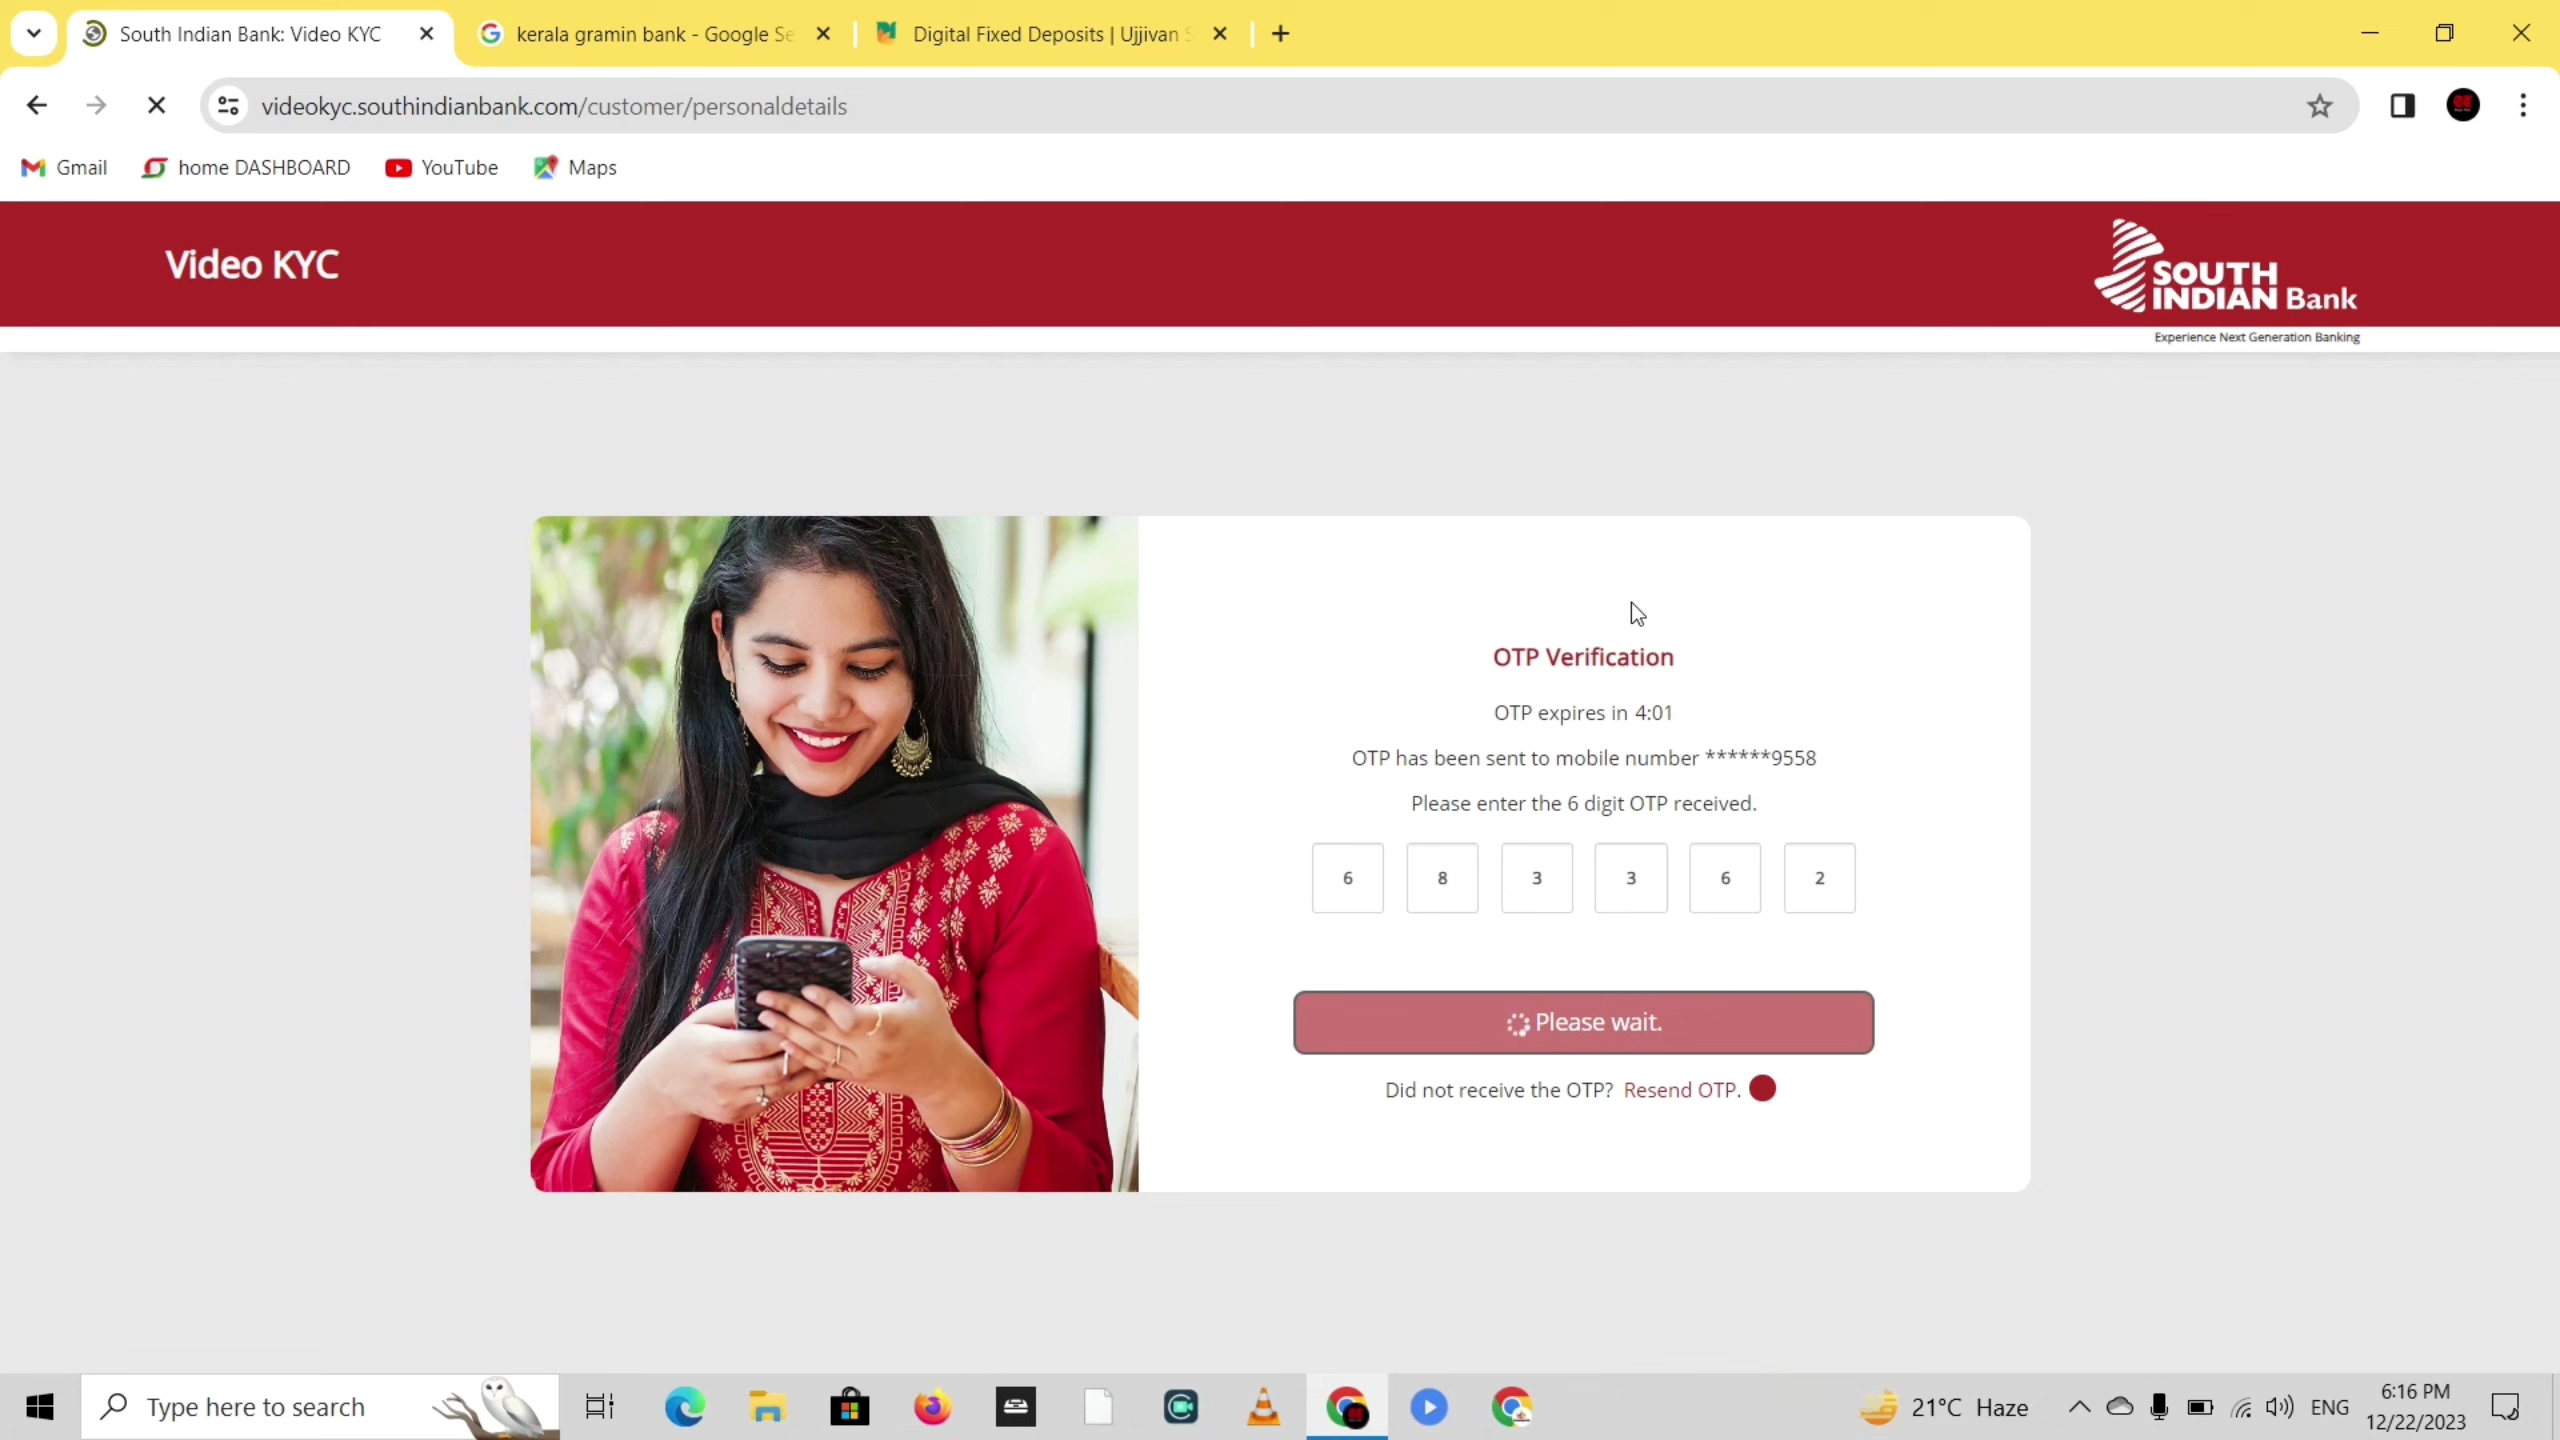 South Indian Bank: Video KYC
kerala gramin bank - Google Se
Digital Fixed Deposits | Ujjivan S
videokyc.southindianbank.com/customer/personaldetails
Gmail
home DASHBOARD
YouTube
Maps
Video KYC
SOUTH
INDIAN Bank
Experience Next Generation Banking
OTP Verification
OTP expires in 4:01
OTP has been sent to mobile number ******9558
Please enter the 6 digit OTP received.
6 8 3 3 6 2
Please wait.
Did not receive the OTP? Resend OTP.
Type here to search
21°C Haze
ENG
6:16 PM
12/22/2023